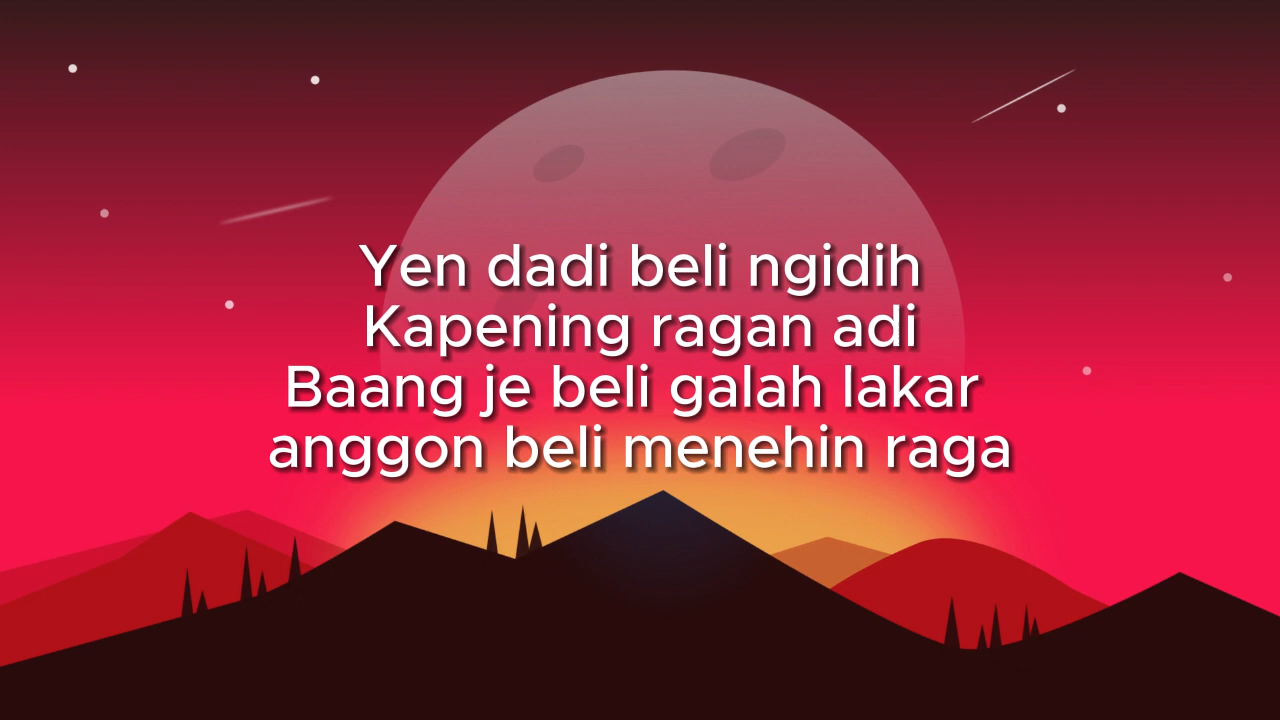 Yen dadi beli ngidih
Kapening ragan adi
Baang je beli galah lakar
anggon beli menehin raga